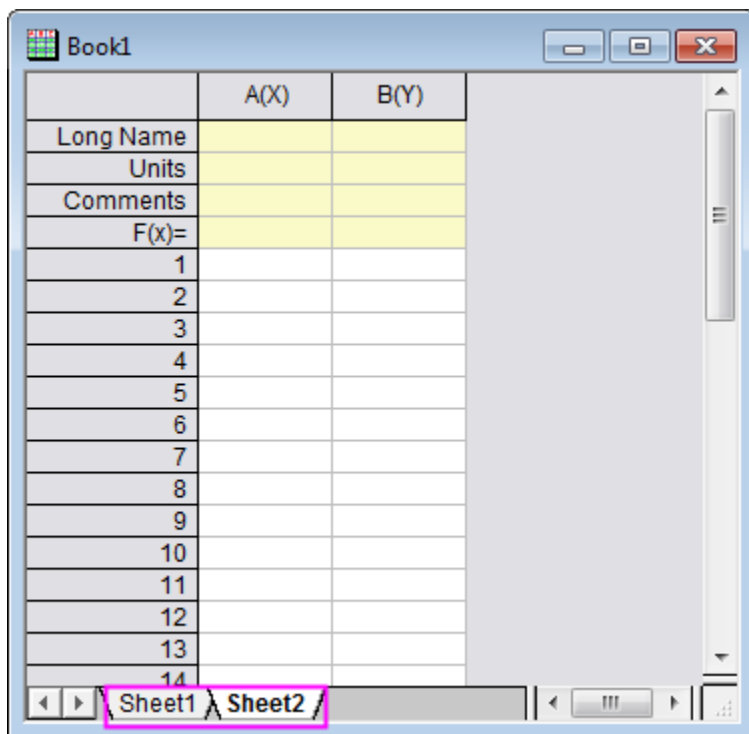 Book1
A(X) B(Y)
Long Name
Units
Comments
F(x)=
1
2
3
4
5
6
7
8
9
10
11
12
13
14
Sheet1 Sheet2